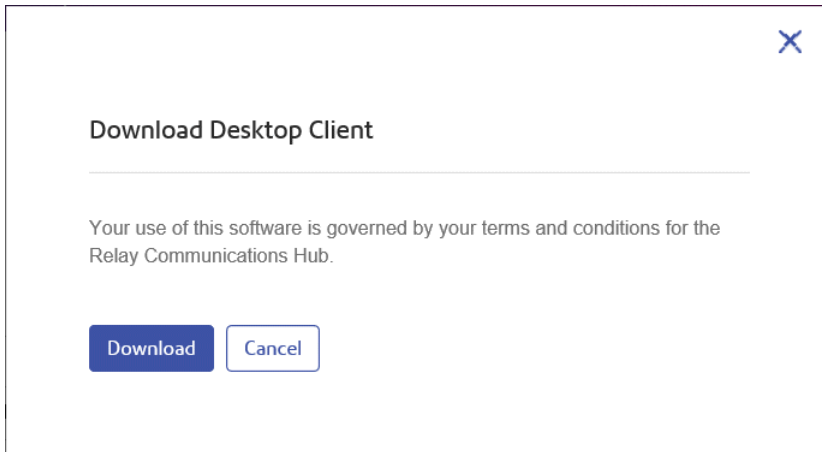 Download Desktop Client
Your use of this software is governed by your terms and conditions for the
Relay Communications Hub.
Download
Cancel